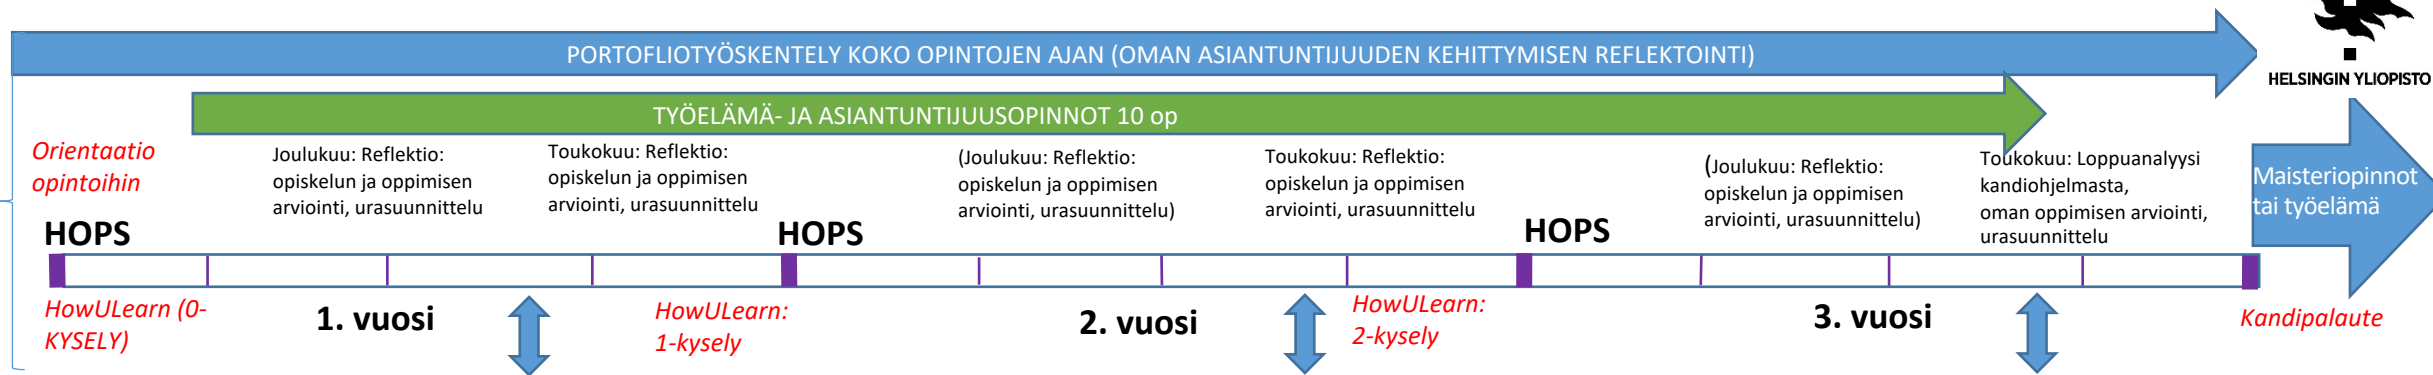 PORTOFLIOTYÖSKENTELY KOKO OPINTOJEN AJAN (OMAN ASIANTUNTIJUUDEN KEHITTYMISEN REFLEKTOINTI)
HELSINGIN YLIOPISTO
TYÖELÄMÄ- JA ASIANTUNTIJUUSOPINNOT 10 op
Orientaatio
opintoihin
Joulukuu: Reflektio:
opiskelun ja oppimisen
arviointi, urasuunnittelu
Toukokuu: Reflektio:
opiskelun ja oppimisen
arviointi, urasuunnittelu
(Joulukuu: Reflektio:
opiskelun ja oppimisen
arviointi, urasuunnittelu)
Toukokuu: Reflektio:
opiskelun ja oppimisen
arviointi, urasuunnittelu
(Joulukuu: Reflektio:
opiskelun ja oppimisen
arviointi, urasuunnittelu)
Toukokuu: Loppuanalyysi
kandiohjelmasta,
oman oppimisen arviointi,
urasuunnittelu
Maisteriopinnot
tai työelämä
HOPS
HOPS
HOPS
HowULearn (0-
KYSELY)
1. vuosi
HowULearn:
1-kysely
2. vuosi
HowULearn:
2-kysely
3. vuosi
Kandipalaute